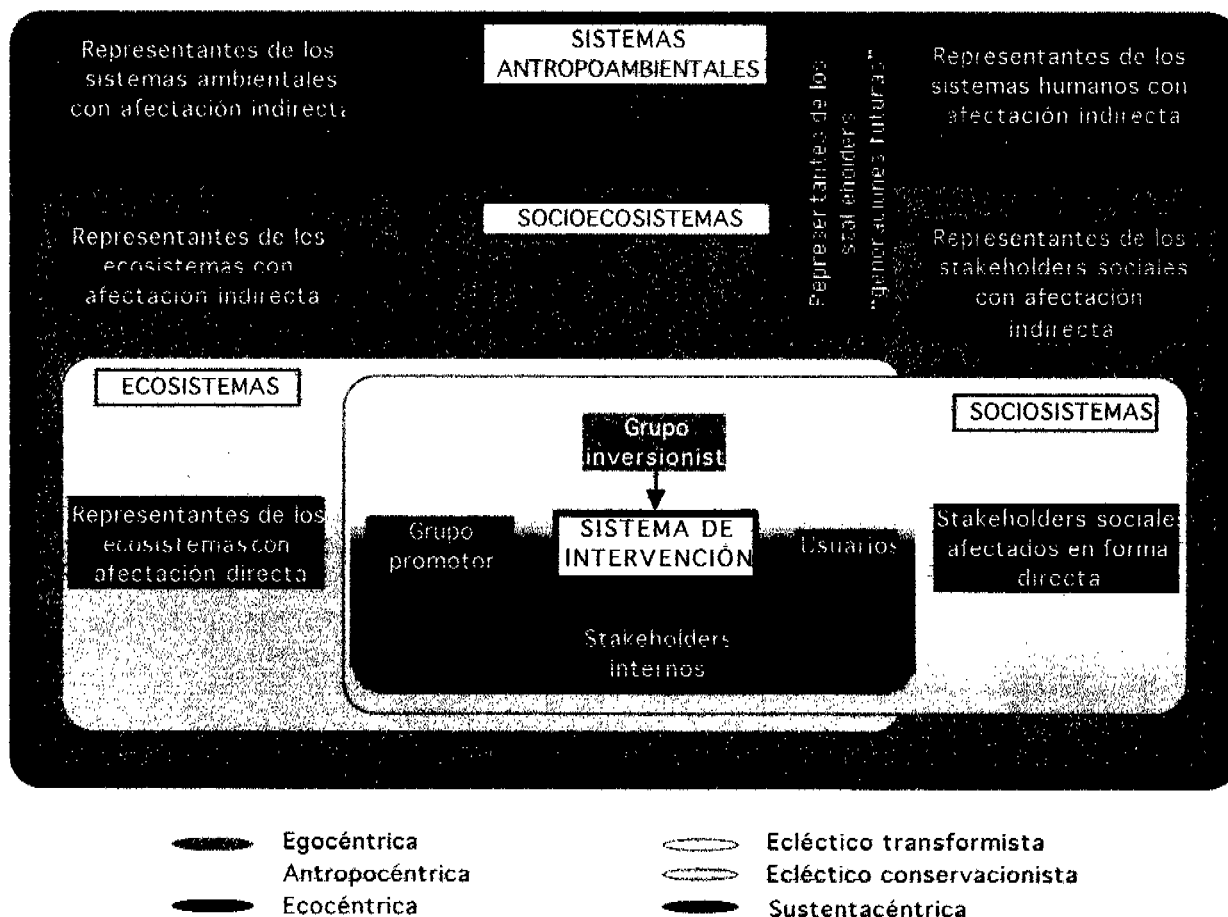 Representantes de los
sistemas ambientales
con afectación indirecta
SISTEMAS
ANTROPOAMBIENTALES
Representantes de los
sistemas humanos con
afectación indirecta
Representantes de los
stakeholders
"generaciones futuras"
SOCIOECOSISTEMAS
Representantes de los
ecosistemas con
afectación indirecta
Representantes de los
stakeholders sociales
con afectación
indirecta
ECOSISTEMAS
SOCIOSISTEMAS
Grupo
inversionist
Representantes de los
ecosistemas con
afectación directa
Grupo
promotor
SISTEMA DE
INTERVENCIÓN
Usuarios
Stakeholders sociales
afectados en forma
directa
Stakeholders
internos
Egocéntrica
Antropocéntrica
Ecocéntrica
Ecléctico transformista
Ecléctico conservacionista
Sustentacéntrica